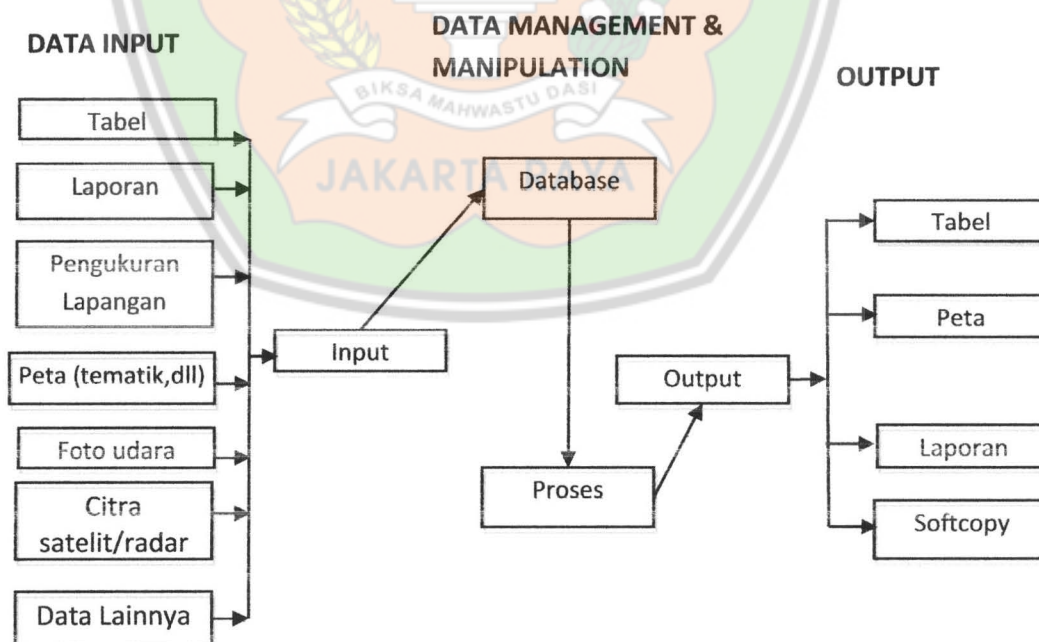 DATA INPUT
DATA MANAGEMENT &
MANIPULATION
OUTPUT
BIKSA MAHWASTU DASI
JAKARTA RAYA
Tabel
Laporan
Pengukuran
Lapangan
Peta (tematik,dll)
Foto udara
Citra
satelit/radar
Data Lainnya
Input
Database
Proses
Output
Tabel
Peta
Laporan
Softcopy